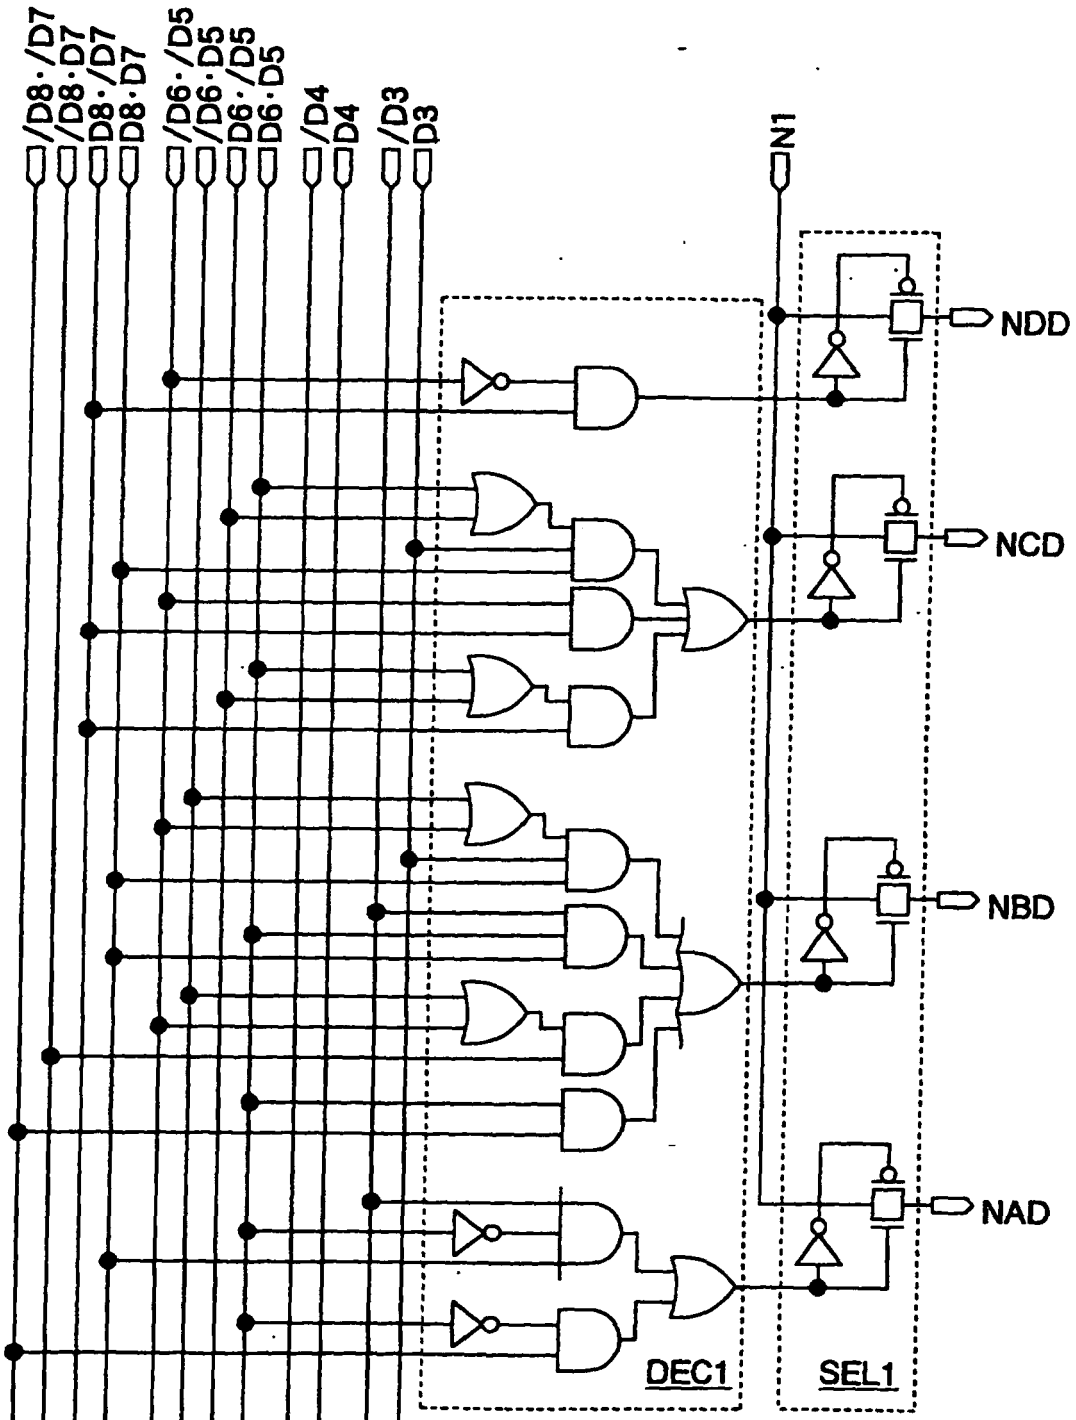 /D8·/D7
/D8·D7
D8·/D7
D8·D7
/D6·/D5
/D6·D5
D6·/D5
D6·D5
/D4
D4
/D3
D3
N1
NDD
NCD
NBD
NAD
DEC1
SEL1